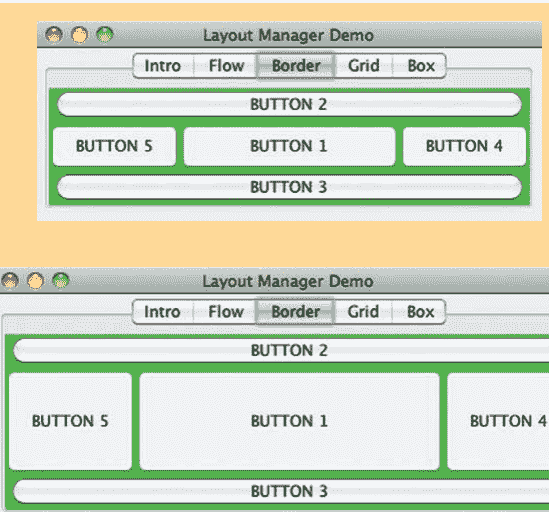 Layout Manager Demo
Intro Flow Border Grid Box
BUTTON 2
BUTTON 5 BUTTON 1 BUTTON 4
BUTTON 3
Layout Manager Demo
Intro Flow Border Grid Box
BUTTON 2
BUTTON 5 BUTTON 1 BUTTON 4
BUTTON 3